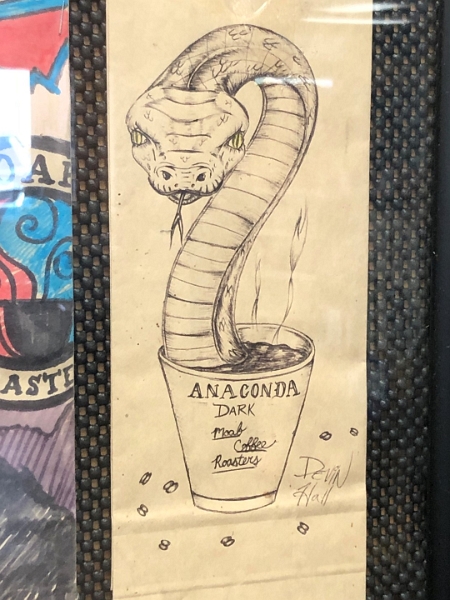 ANACONDA
DARK
Moab
Coffee
Roasters
Devin
Hall